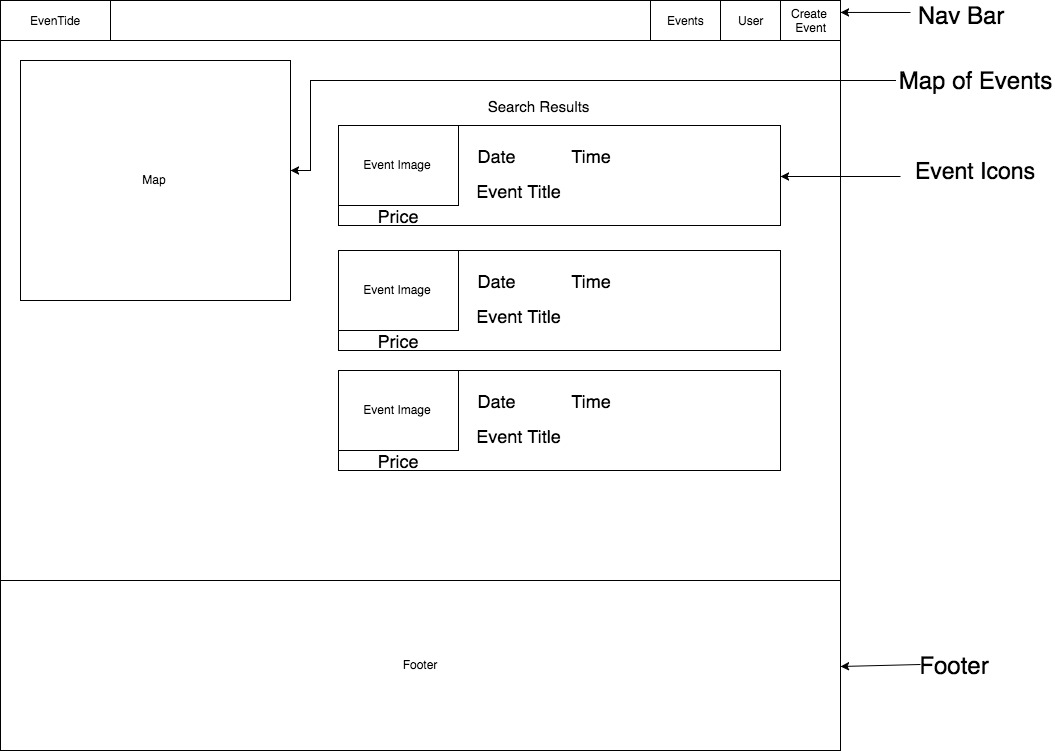 EvenTide
Events
User
Create
Event
Nav Bar
Map of Events
Search Results
Map
Event Image
Date
Time
Event Title
Price
Event Icons
Event Image
Date
Time
Event Title
Price
Event Image
Date
Time
Event Title
Price
Footer
Footer